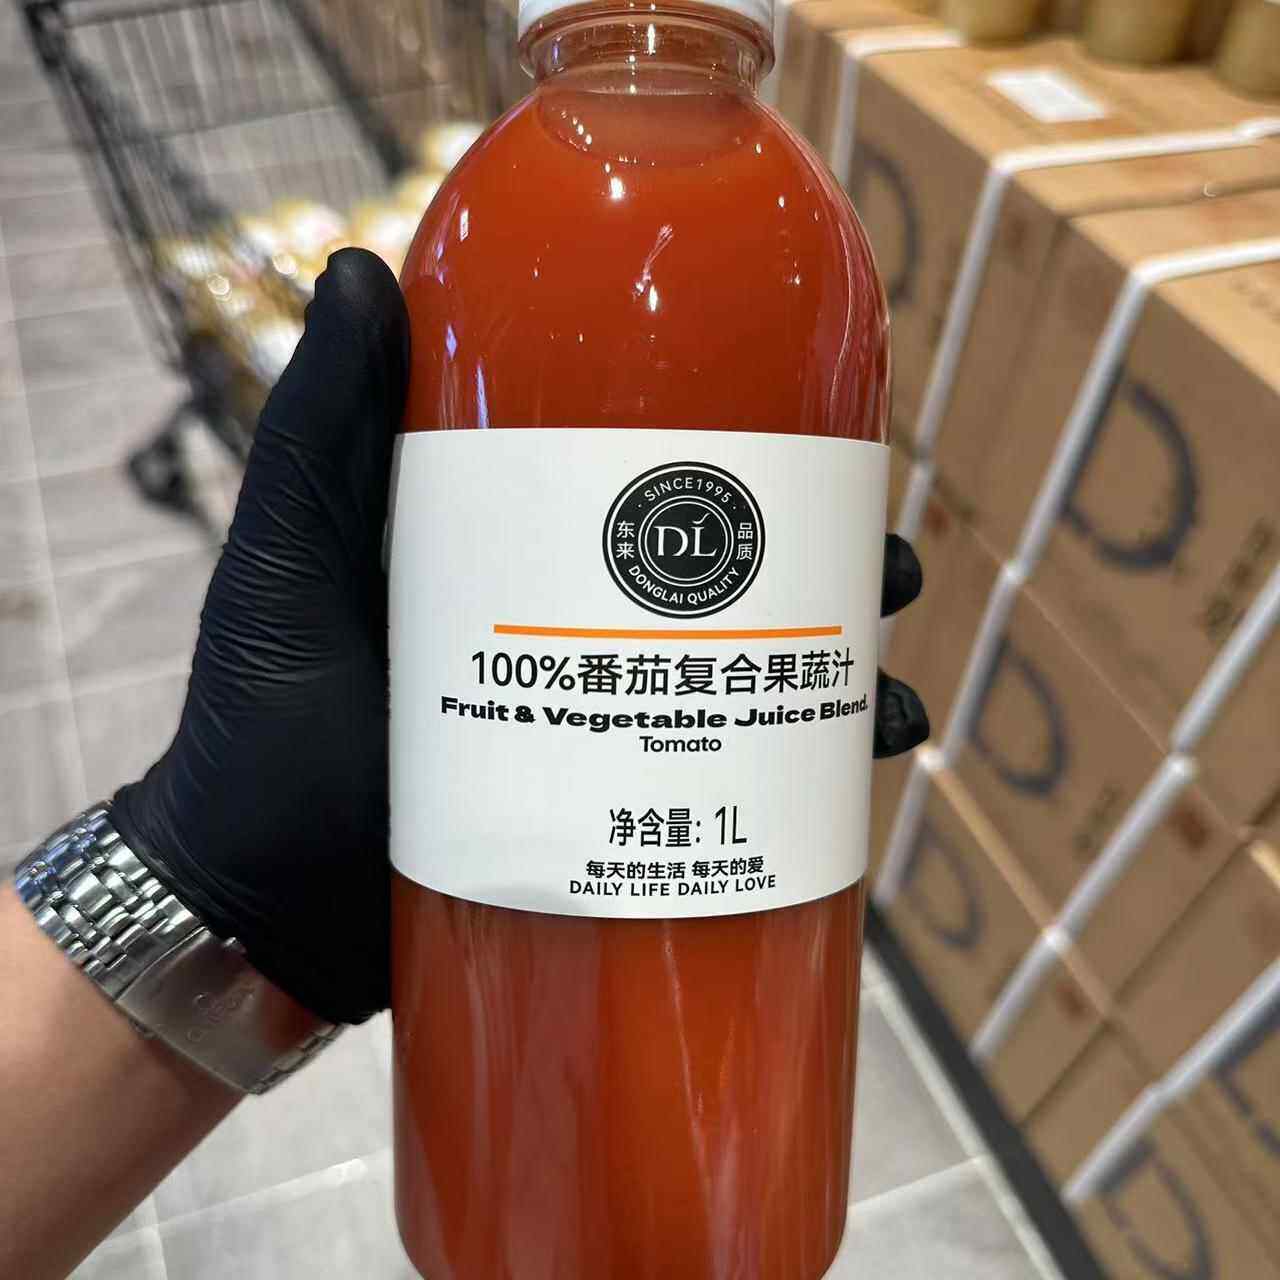 SINCE1995
东来
DL
品质
DONGLAI QUALITY
100%番茄复合果蔬汁
Fruit & Vegetable Juice Blend.
Tomato
净含量: 1L
每天的生活 每天的爱
DAILY LIFE DAILY LOVE